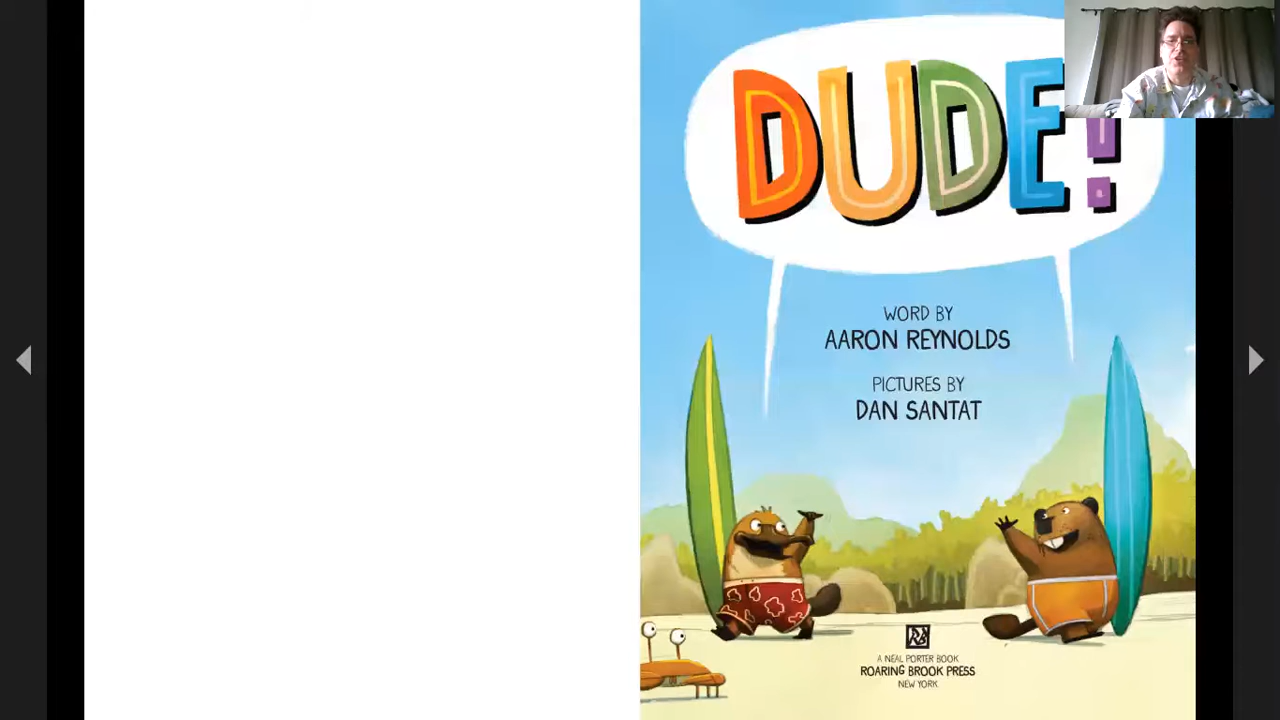 DUDE!
WORD BY
AARON REYNOLDS
PICTURES BY
DAN SANTAT
A NEAL PORTER BOOK
ROARING BROOK PRESS
NEW YORK